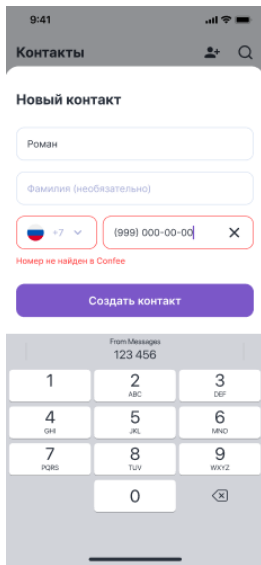 9:41
Контакты
Новый контакт
Роман
Фамилия (необязательно)
+7 (999) 000-00-00
Номер не найден в Confee
Создать контакт
From Messages
123 456
1 2 3
ABC DEF
4 5 6
GHI JKL MNO
7 8 9
PQRS TUV WXYZ
0